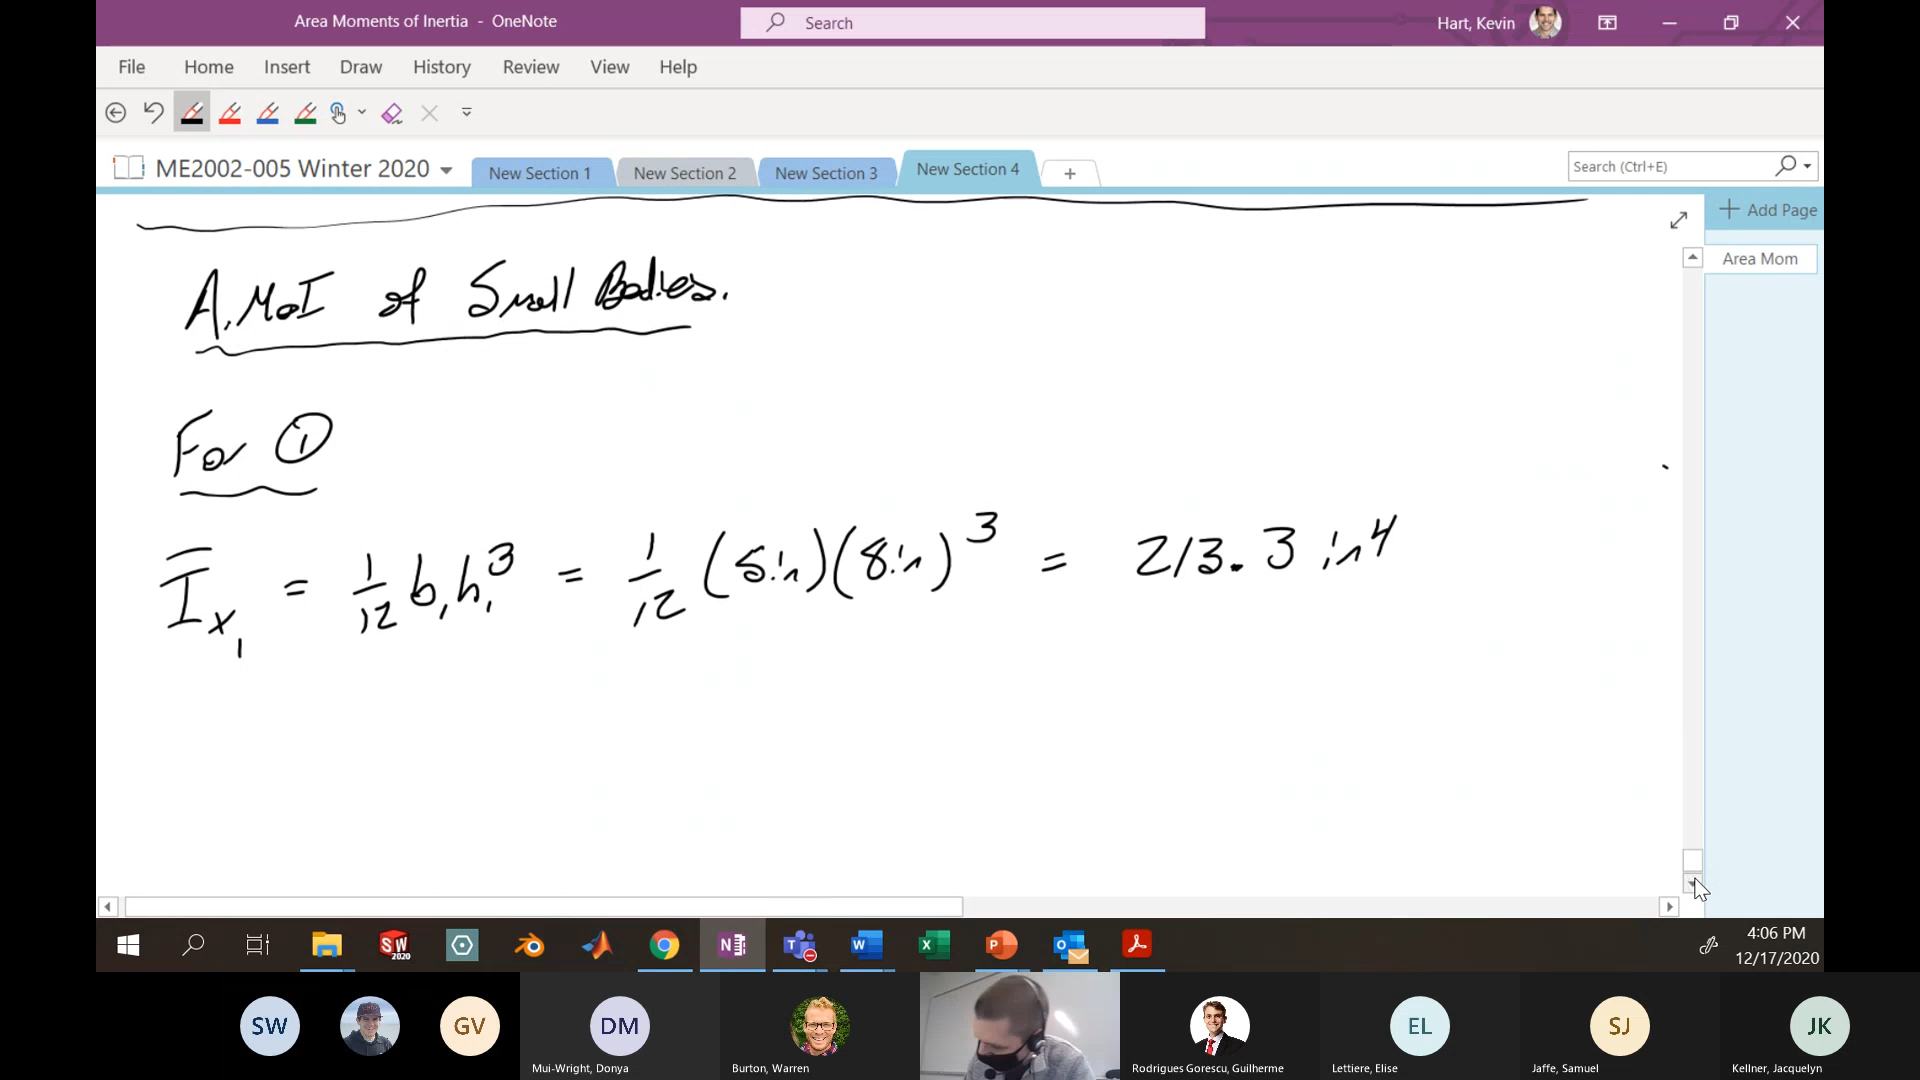 Area Moments of Inertia - OneNote
Search
Hart, Kevin
File Home Insert Draw History Review View Help
ME2002-005 Winter 2020
New Section 1 New Section 2 New Section 3 New Section 4 +
Search (Ctrl+E)
Add Page
Area Mom
A.MoI of Small Bodies.
For ①
Ī_x₁ = 1/12 b₁h₁³ = 1/12 (5in)(8in)³ = 213.3 in⁴
SW 2020
4:06 PM
12/17/2020
SW GV DM EL SJ JK
Mui-Wright, Donya Burton, Warren Rodrigues Gorescu, Guilherme Lettiere, Elise Jaffe, Samuel Kellner, Jacquelyn